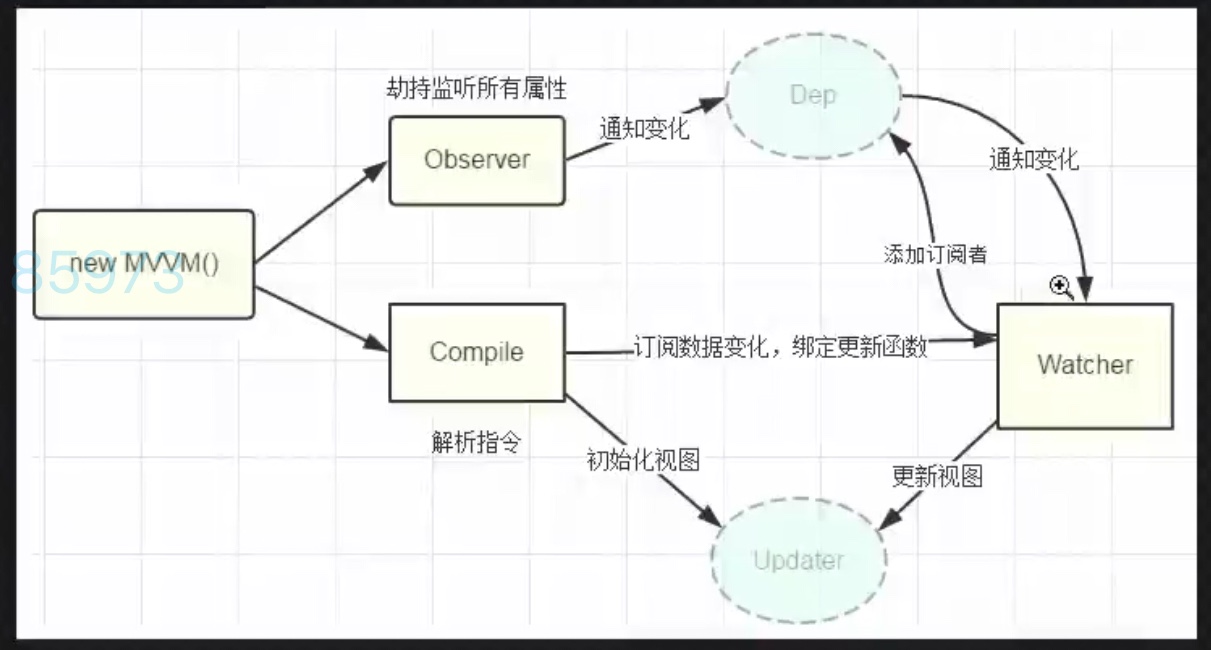 劫持监听所有属性
Dep
Observer
通知变化
通知变化
new MVVM()
85973
添加订阅者
Compile
订阅数据变化，绑定更新函数
Watcher
解析指令
初始化视图
更新视图
Updater